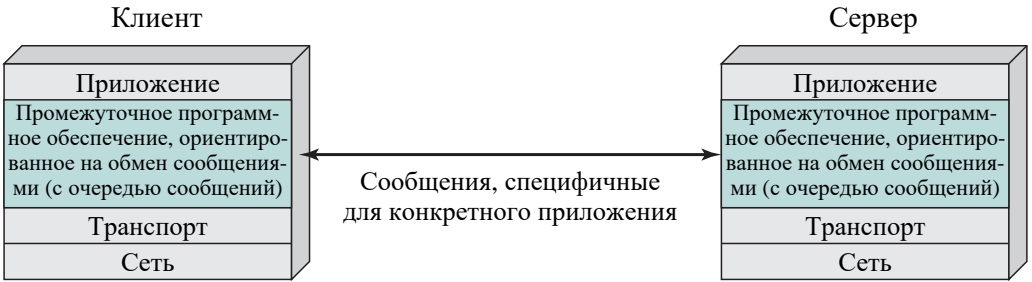 Клиент
Сервер
Приложение
Промежуточное программ-
ное обеспечение, ориентиро-
ванное на обмен сообщения-
ми (с очередью сообщений)
Транспорт
Сеть
Сообщения, специфичные
для конкретного приложения
Приложение
Промежуточное программ-
ное обеспечение, ориентиро-
ванное на обмен сообщения-
ми (с очередью сообщений)
Транспорт
Сеть